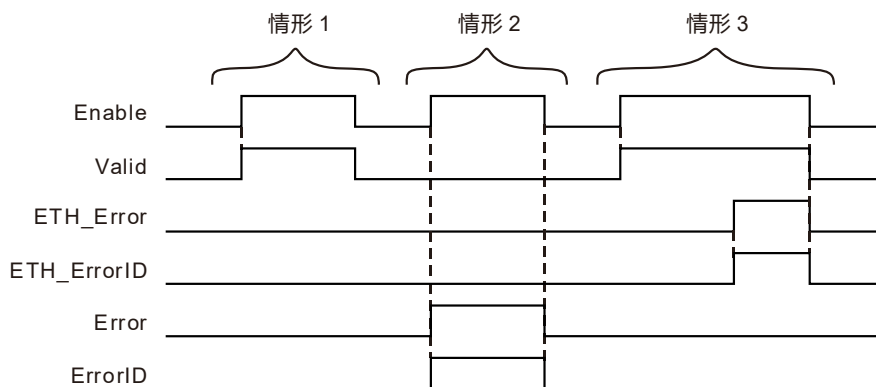 情形 1 情形 2 情形 3
Enable
Valid
ETH_Error
ETH_ErrorID
Error
ErrorID